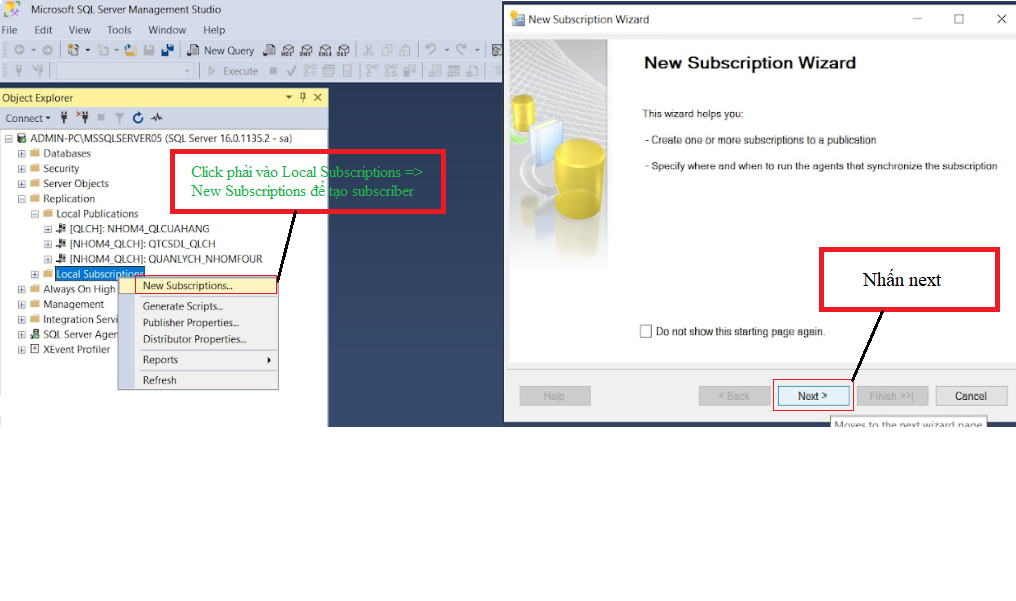 Microsoft SQL Server Management Studio
File Edit View Tools Window Help
New Query
Execute
Object Explorer
Connect
ADMIN-PC\MSSQLSERVER05 (SQL Server 16.0.1135.2 - sa)
Databases
Security
Server Objects
Replication
Local Publications
[QLCH]: NHOM4_QLCUAHANG
[NHOM4_QLCH]: QTCSDL_QLCH
[NHOM4_QLCH]: QUANLYCH_NHOMFOUR
Local Subscriptions
Always On High
Management
Integration Servi
SQL Server Agen
XEvent Profiler
New Subscriptions...
Generate Scripts...
Publisher Properties...
Distributor Properties...
Reports
Refresh
Click phải vào Local Subscriptions =>
New Subscriptions để tạo subscriber
New Subscription Wizard
New Subscription Wizard
This wizard helps you:
- Create one or more subscriptions to a publication
- Specify where and when to run the agents that synchronize the subscription
Nhấn next
Do not show this starting page again.
Help < Back Next > Finish >>| Cancel
Moves to the next wizard page